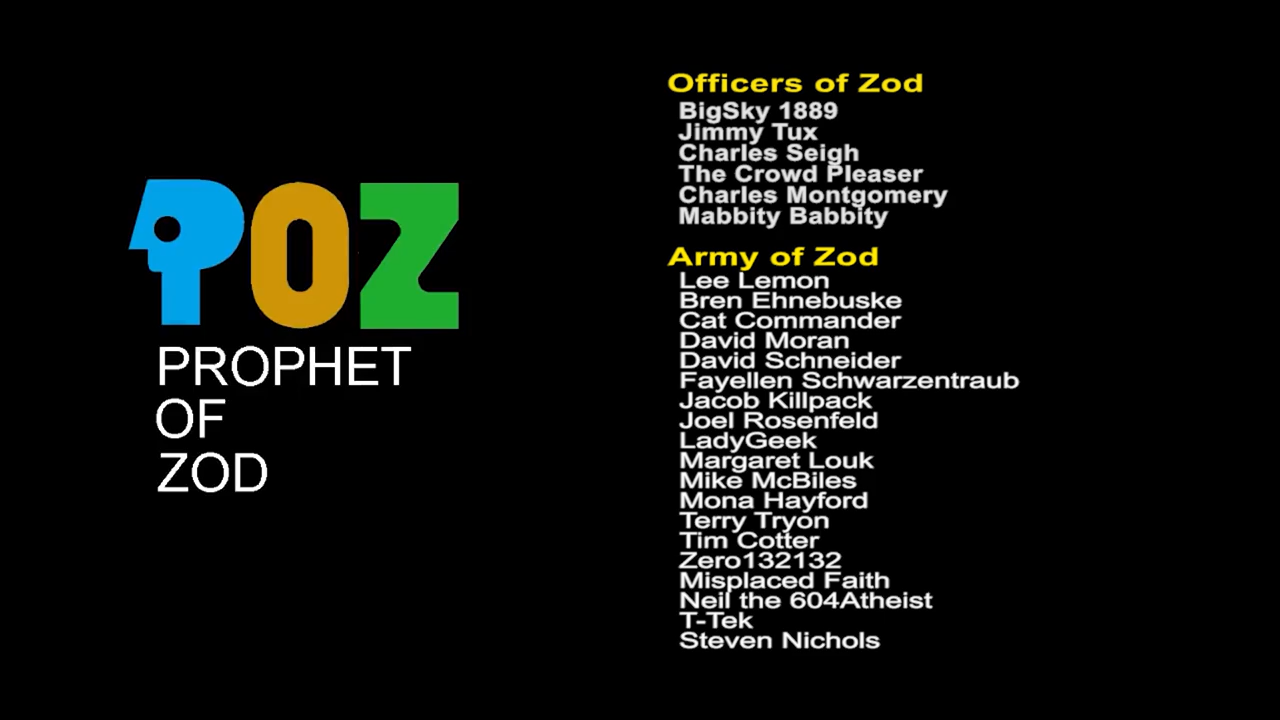 POZ
PROPHET
OF
ZOD
Officers of Zod
BigSky 1889
Jimmy Tux
Charles Seigh
The Crowd Pleaser
Charles Montgomery
Mabbity Babbity
Army of Zod
Lee Lemon
Bren Ehnebuske
Cat Commander
David Moran
David Schneider
Fayellen Schwarzentraub
Jacob Killpack
Joel Rosenfeld
LadyGeek
Margaret Louk
Mike McBiles
Mona Hayford
Terry Tryon
Tim Cotter
Zero132132
Misplaced Faith
Neil the 604Atheist
T-Tek
Steven Nichols